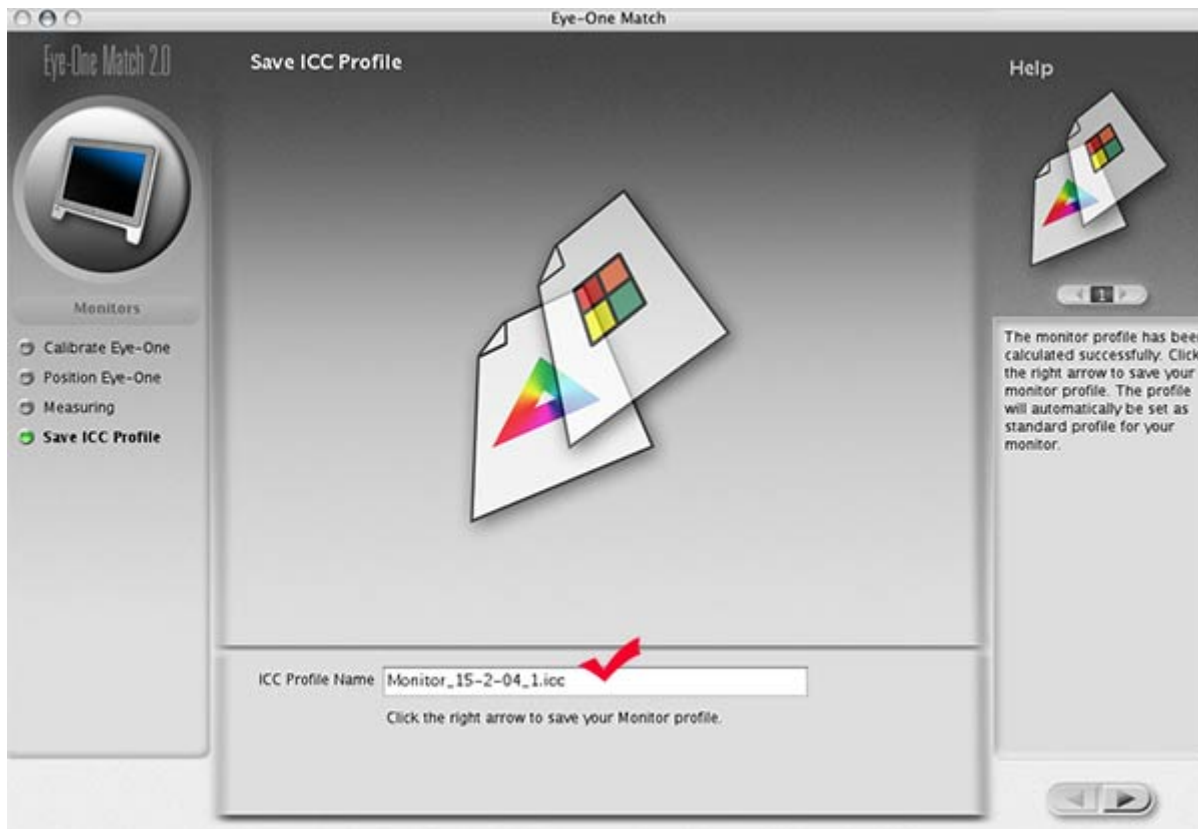 Eye-One Match
Eye-One Match 2.0
Monitors
Calibrate Eye-One
Position Eye-One
Measuring
Save ICC Profile
Save ICC Profile
ICC Profile Name
Monitor_15-2-04_1.icc
Click the right arrow to save your Monitor profile.
Help
1
The monitor profile has been
calculated successfully. Click
the right arrow to save your
monitor profile. The profile
will automatically be set as
standard profile for your
monitor.